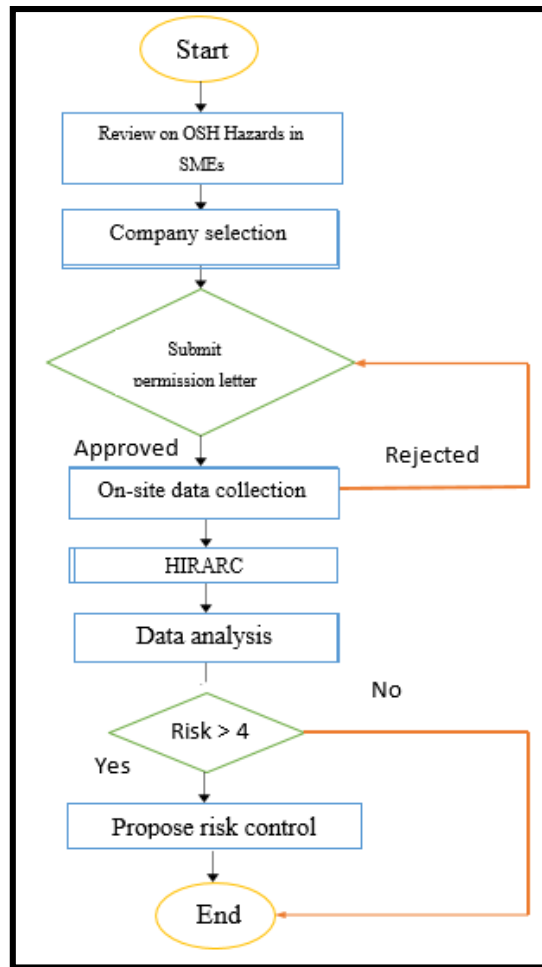 Start
Review on OSH Hazards in
SMEs
Company selection
Submit
permission letter
Approved
Rejected
On-site data collection
HIRARC
Data analysis
No
Risk > 4
Yes
Propose risk control
End